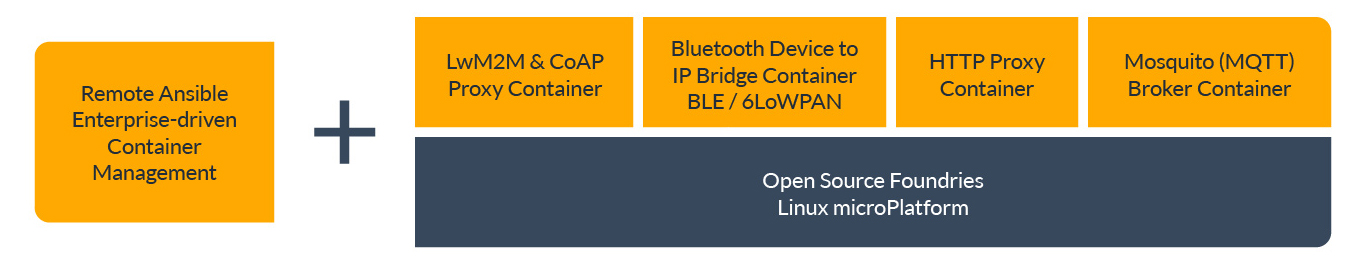 Remote Ansible
Enterprise-driven
Container
Management
LwM2M & CoAP
Proxy Container
Bluetooth Device to
IP Bridge Container
BLE / 6LoWPAN
HTTP Proxy
Container
Mosquito (MQTT)
Broker Container
Open Source Foundries
Linux microPlatform